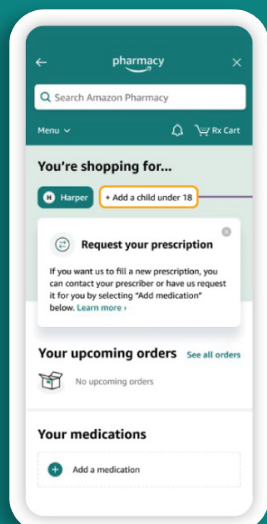 pharmacy
Search Amazon Pharmacy
Menu
Rx Cart
You're shopping for...
H Harper
+ Add a child under 18
Request your prescription
If you want us to fill a new prescription, you
can contact your prescriber or have us request
it for you by selecting "Add medication"
below. Learn more ›
Your upcoming orders See all orders
No upcoming orders
Your medications
Add a medication